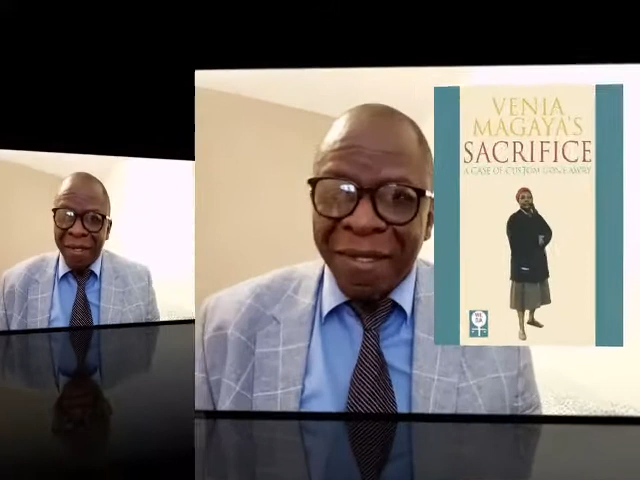 VENIA
MAGAYA'S
SACRIFICE
A CASE OF CUSTOM GONE AWRY